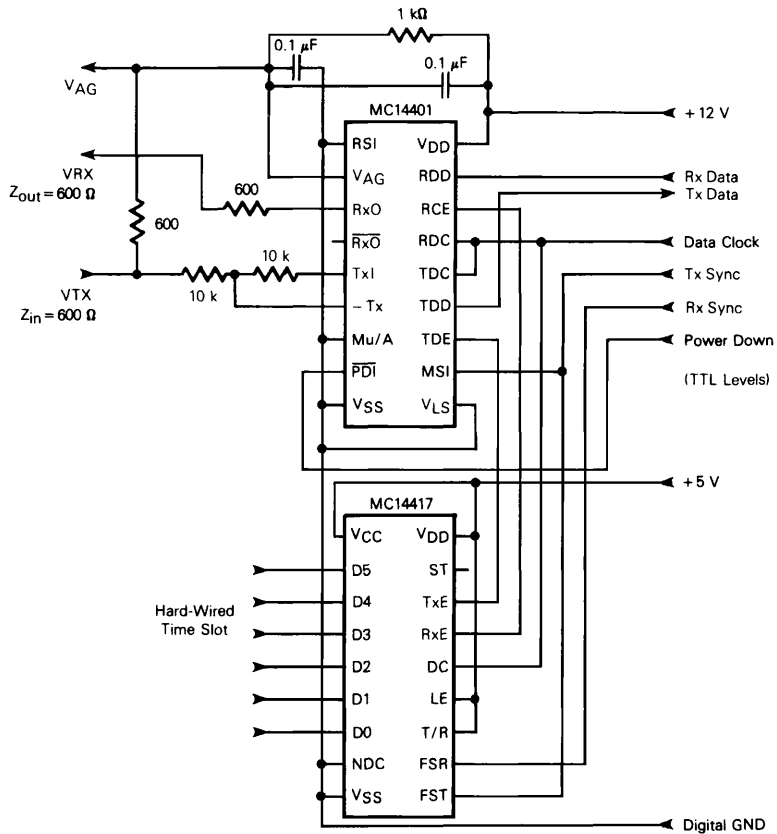 1 kΩ
0.1 μF
0.1 μF
VAG
MC14401
+12 V
RSI VDD
VRX
Zout = 600 Ω
VAG RDD
Rx Data
Tx Data
600
RxO RCE
600
RxO RDC
Data Clock
10 k
TxI TDC
Tx Sync
VTX
Zin = 600 Ω
10 k
– Tx TDD
Rx Sync
Mu/A TDE
Power Down
PDI MSI
(TTL Levels)
VSS VLS
+5 V
MC14417
VCC VDD
D5 ST
D4 TxE
Hard-Wired
Time Slot
D3 RxE
D2 DC
D1 LE
D0 T/R
NDC FSR
VSS FST
Digital GND